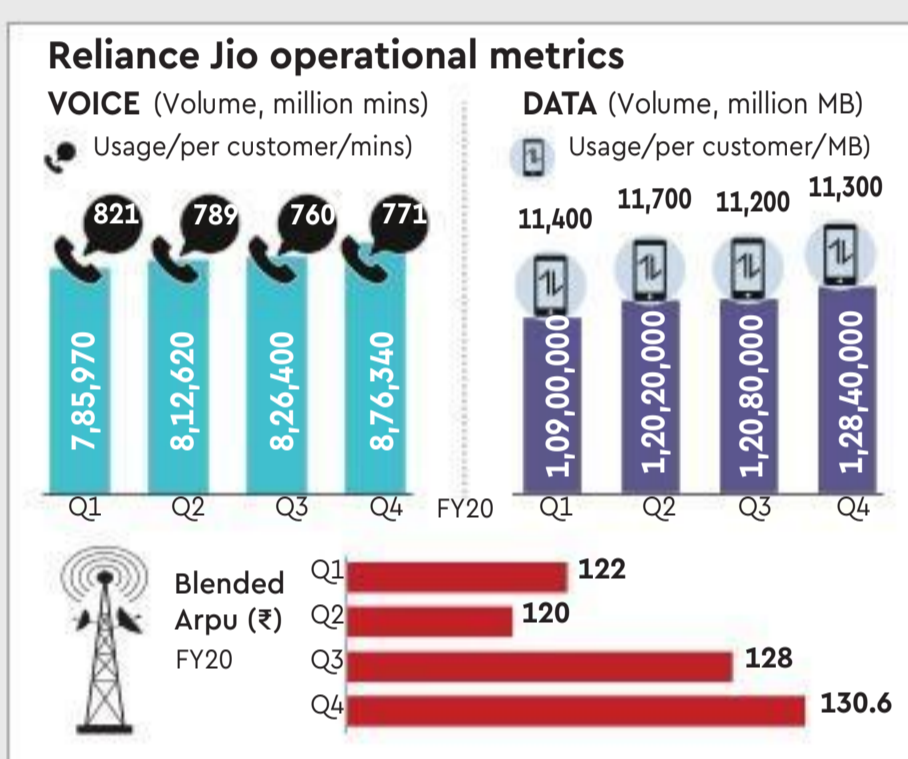 Reliance Jio operational metrics
VOICE (Volume, million mins)
Usage/per customer/mins)
821
789
760
771
7,85,970
8,12,620
8,26,400
8,76,340
Q1
Q2
Q3
Q4
FY20
DATA (Volume, million MB)
Usage/per customer/MB)
11,400
11,700
11,200
11,300
1,09,00,000
1,20,20,000
1,20,80,000
1,28,40,000
Q1
Q2
Q3
Q4
Blended
Arpu (₹)
FY20
Q1 122
Q2 120
Q3 128
Q4 130.6